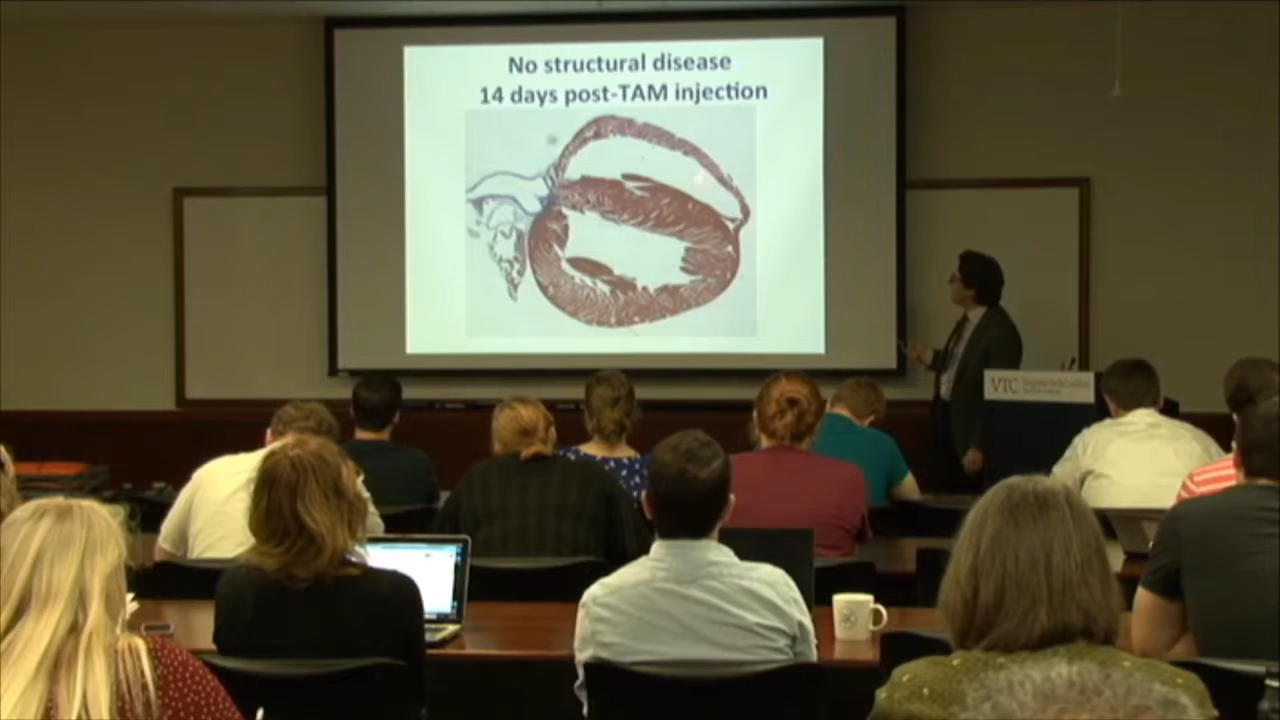 No structural disease
14 days post-TAM injection
VTC